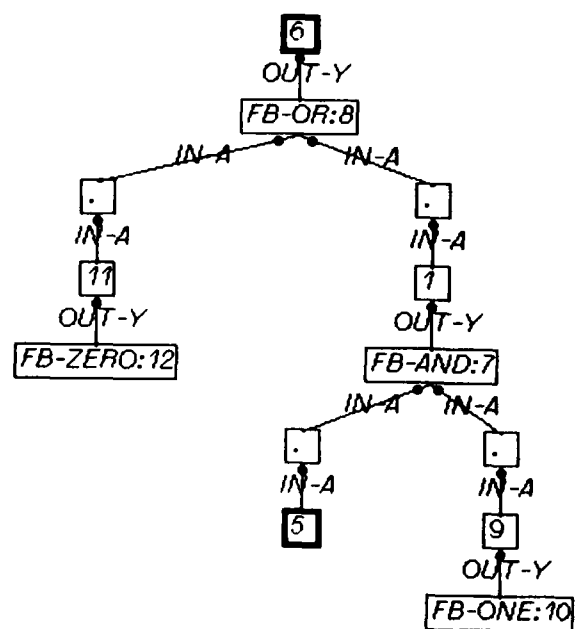 6
OUT-Y
FB-OR:8
IN-A IN-A
. .
IN-A IN-A
11 1
OUT-Y OUT-Y
FB-ZERO:12 FB-AND:7
IN-A IN-A
. .
IN-A IN-A
5 9
OUT-Y
FB-ONE:10